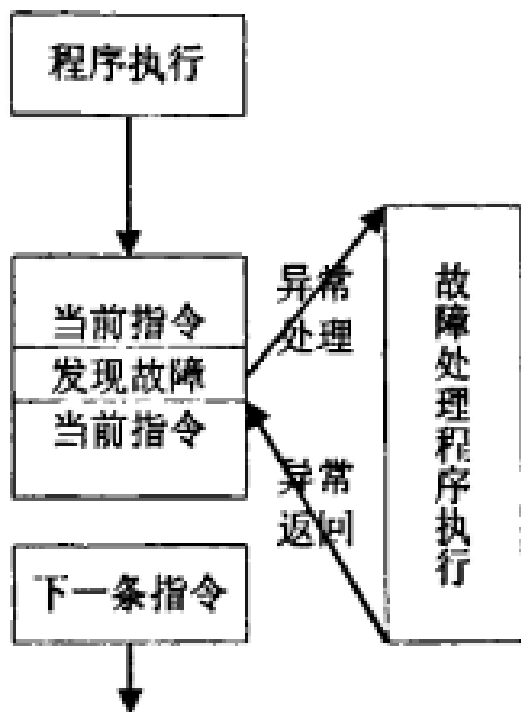 程序执行
当前指令
发现故障
当前指令
下一条指令
异常
处理
异常
返回
故障处理程序执行